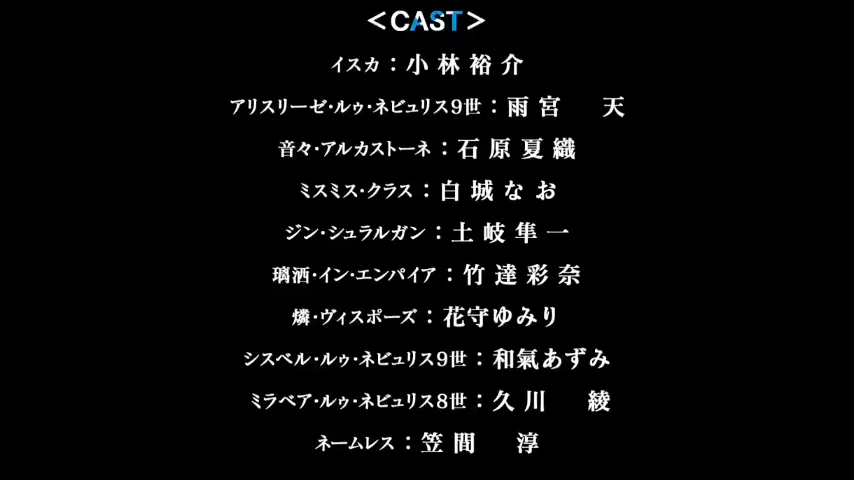 ＜CAST＞
イスカ：小林裕介
アリスリーゼ・ルゥ・ネビュリス9世：雨宮　天
音々・アルカストーネ：石原夏織
ミスミス・クラス：白城なお
ジン・シュラルガン：土岐隼一
璃洒・イン・エンパイア：竹達彩奈
燐・ヴィスポーズ：花守ゆみり
シスベル・ルゥ・ネビュリス9世：和氣あずみ
ミラベア・ルゥ・ネビュリス8世：久川　綾
ネームレス：笠間　淳